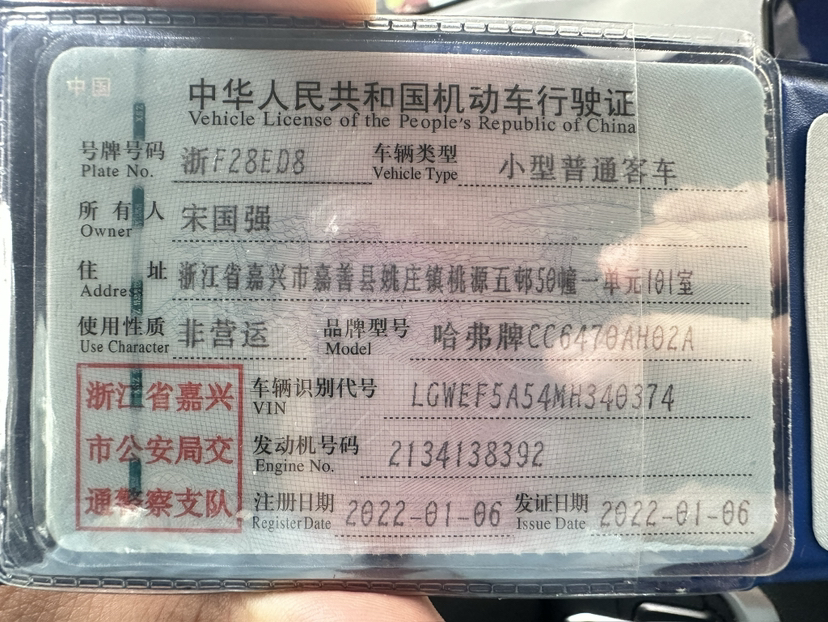 中国
中华人民共和国机动车行驶证
Vehicle License of the People's Republic of China
号牌号码 浙F28ED8 车辆类型 小型普通客车
Plate No. Vehicle Type
所有人 宋国强
Owner
住址 浙江省嘉兴市嘉善县姚庄镇桃源五邨50幢一单元101室
Address
使用性质 非营运 品牌型号 哈弗牌CC6470AH02A
Use Character Model
浙江省嘉兴 车辆识别代号 LGWEF5A54MH340374
VIN
市公安局交 发动机号码 2134138392
Engine No.
通警察支队 注册日期 2022-01-06 发证日期 2022-01-06
Register Date Issue Date